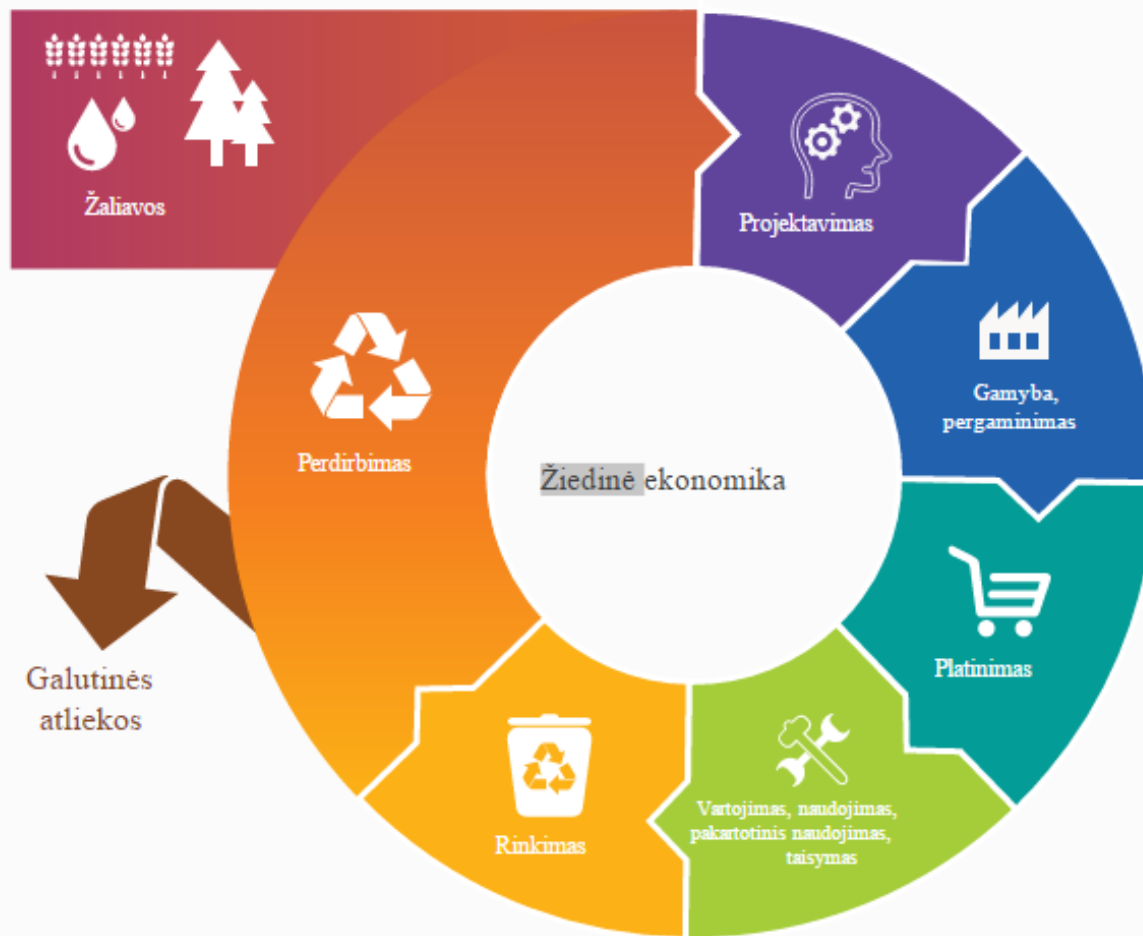 Žaliavos
Projektavimas
Gamyba,
pergaminimas
Platinimas
Vartojimas, naudojimas,
pakartotinis naudojimas,
taisymas
Rinkimas
Perdirbimas
Galutinės
atliekos
Žiedinė ekonomika